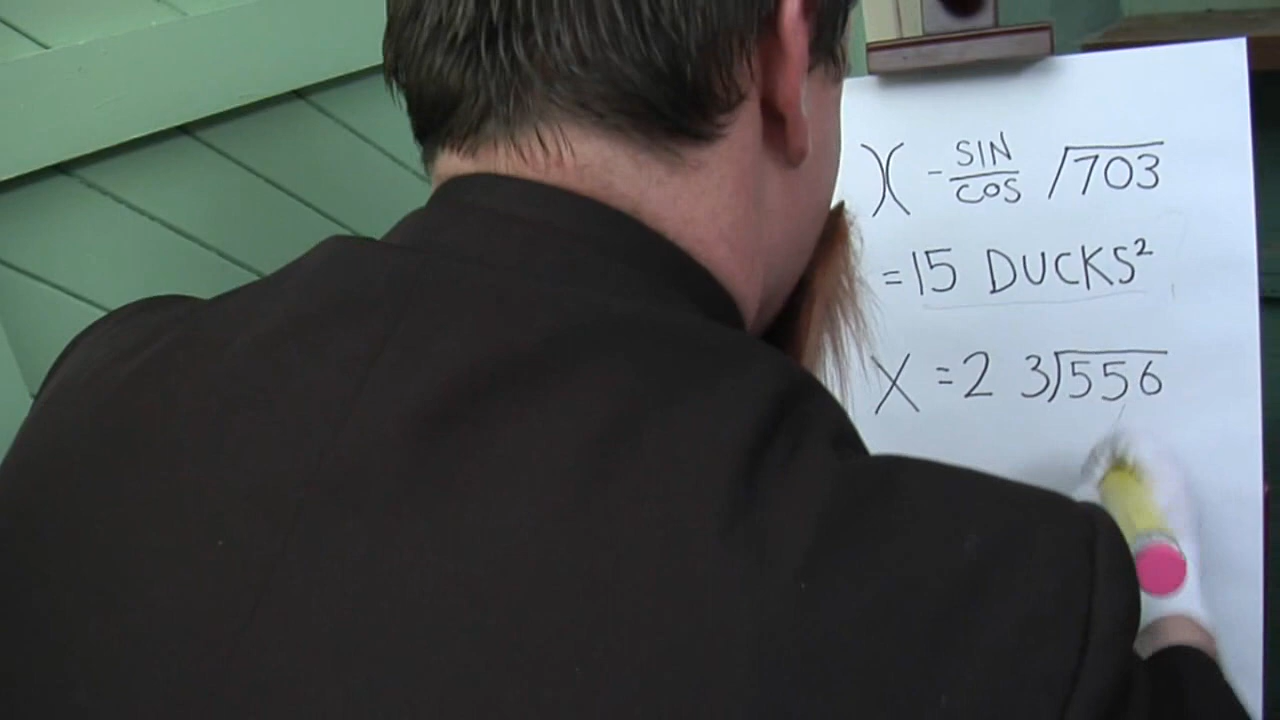 )( - SIN/COS √703
= 15 DUCKS²
X = 2 3⟌556